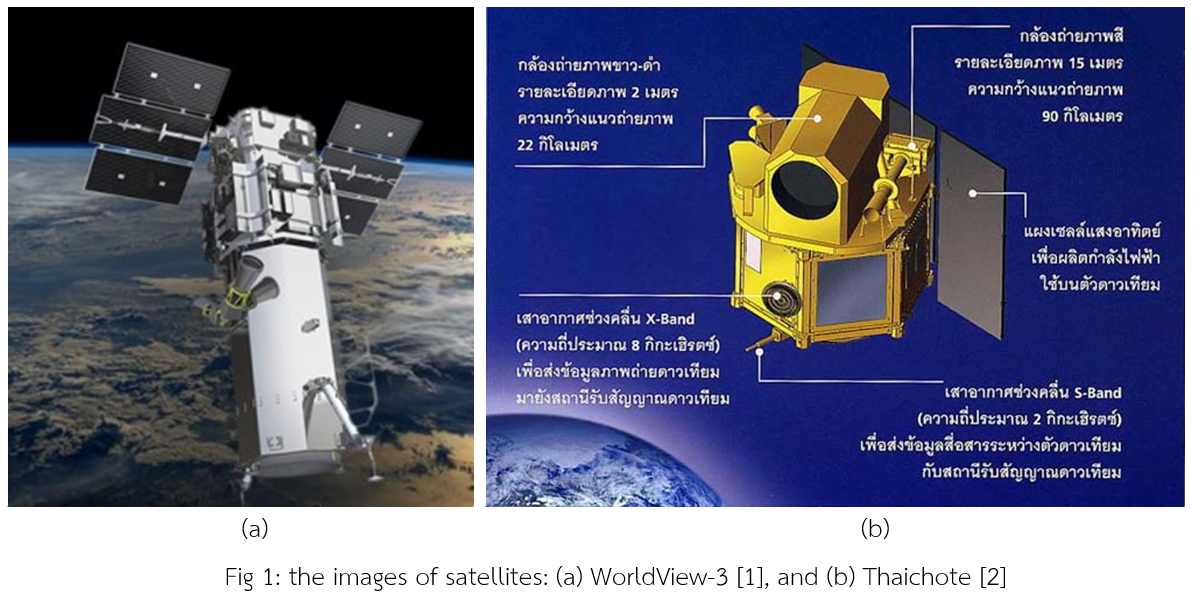 กล้องถ่ายภาพขาว-ดำ
รายละเอียดภาพ 2 เมตร
ความกว้างแนวถ่ายภาพ
22 กิโลเมตร
กล้องถ่ายภาพสี
รายละเอียดภาพ 15 เมตร
ความกว้างแนวถ่ายภาพ
90 กิโลเมตร
แผงเซลล์แสงอาทิตย์
เพื่อผลิตกำลังไฟฟ้า
ใช้บนตัวดาวเทียม
เสาอากาศช่วงคลื่น X-Band
(ความถี่ประมาณ 8 กิกะเฮิรตซ์)
เพื่อส่งข้อมูลภาพถ่ายดาวเทียม
มายังสถานีรับสัญญาณดาวเทียม
เสาอากาศช่วงคลื่น S-Band
(ความถี่ประมาณ 2 กิกะเฮิรตซ์)
เพื่อส่งข้อมูลสื่อสารระหว่างตัวดาวเทียม
กับสถานีรับสัญญาณดาวเทียม
(a)
(b)
Fig 1: the images of satellites: (a) WorldView-3 [1], and (b) Thaichote [2]